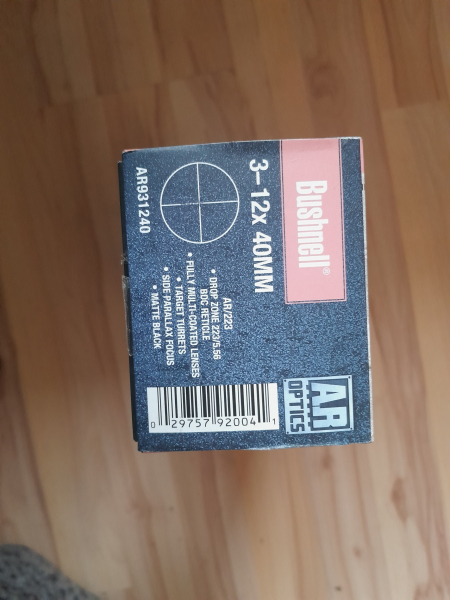 Bushnell®
3–12x 40MM
AR931240
AR/223
• DROP ZONE 223/5.56
BDC RETICLE
• FULLY MULTI-COATED LENSES
• TARGET TURRETS
• SIDE PARALLAX FOCUS
• MATTE BLACK
AR
OPTICS
0 29757 92004 1